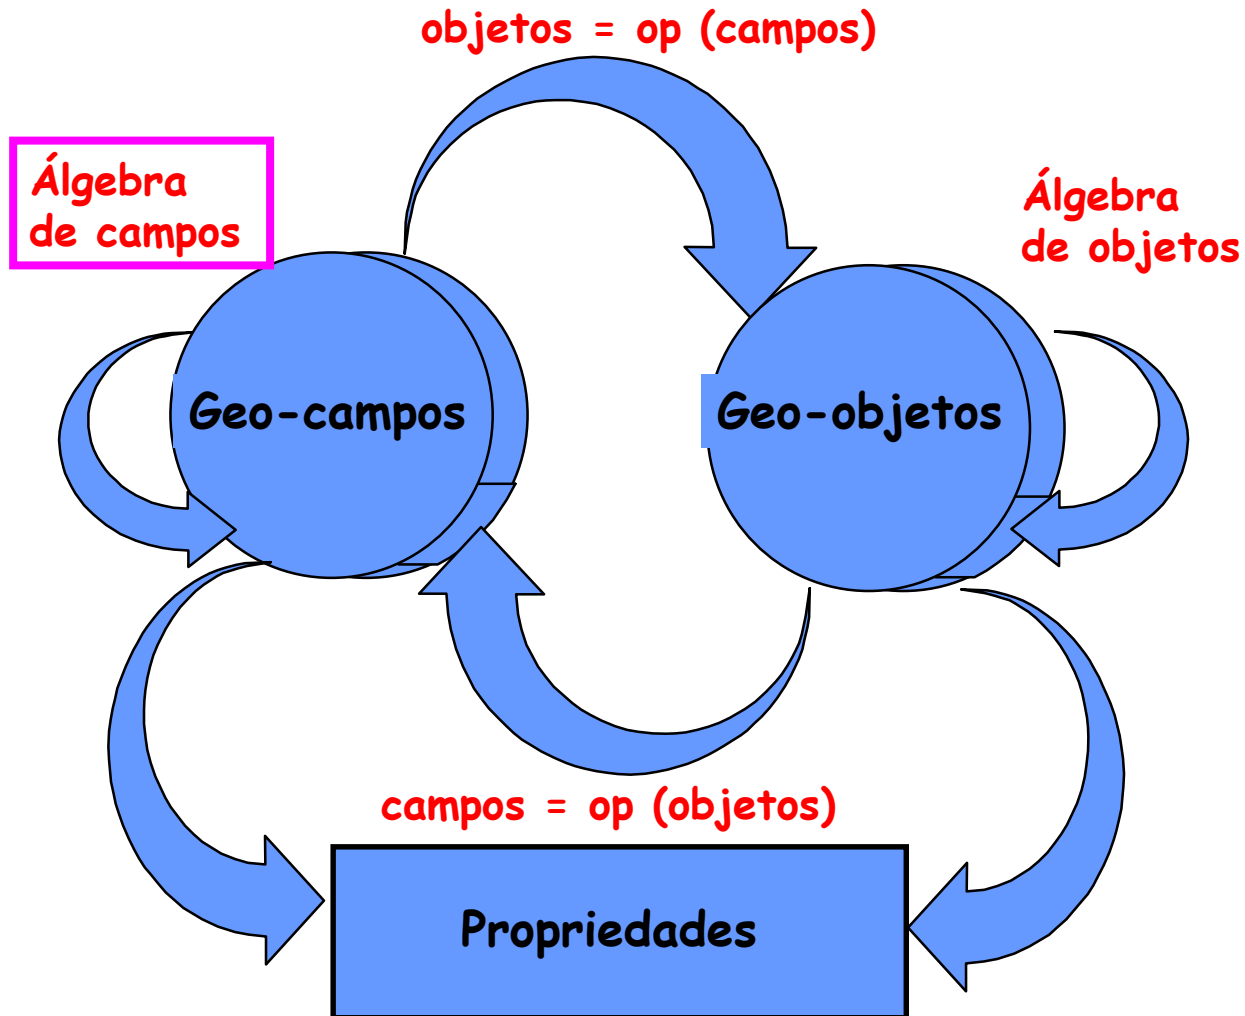 objetos = op (campos)
Álgebra
de campos
Álgebra
de objetos
Geo-campos
Geo-objetos
campos = op (objetos)
Propriedades